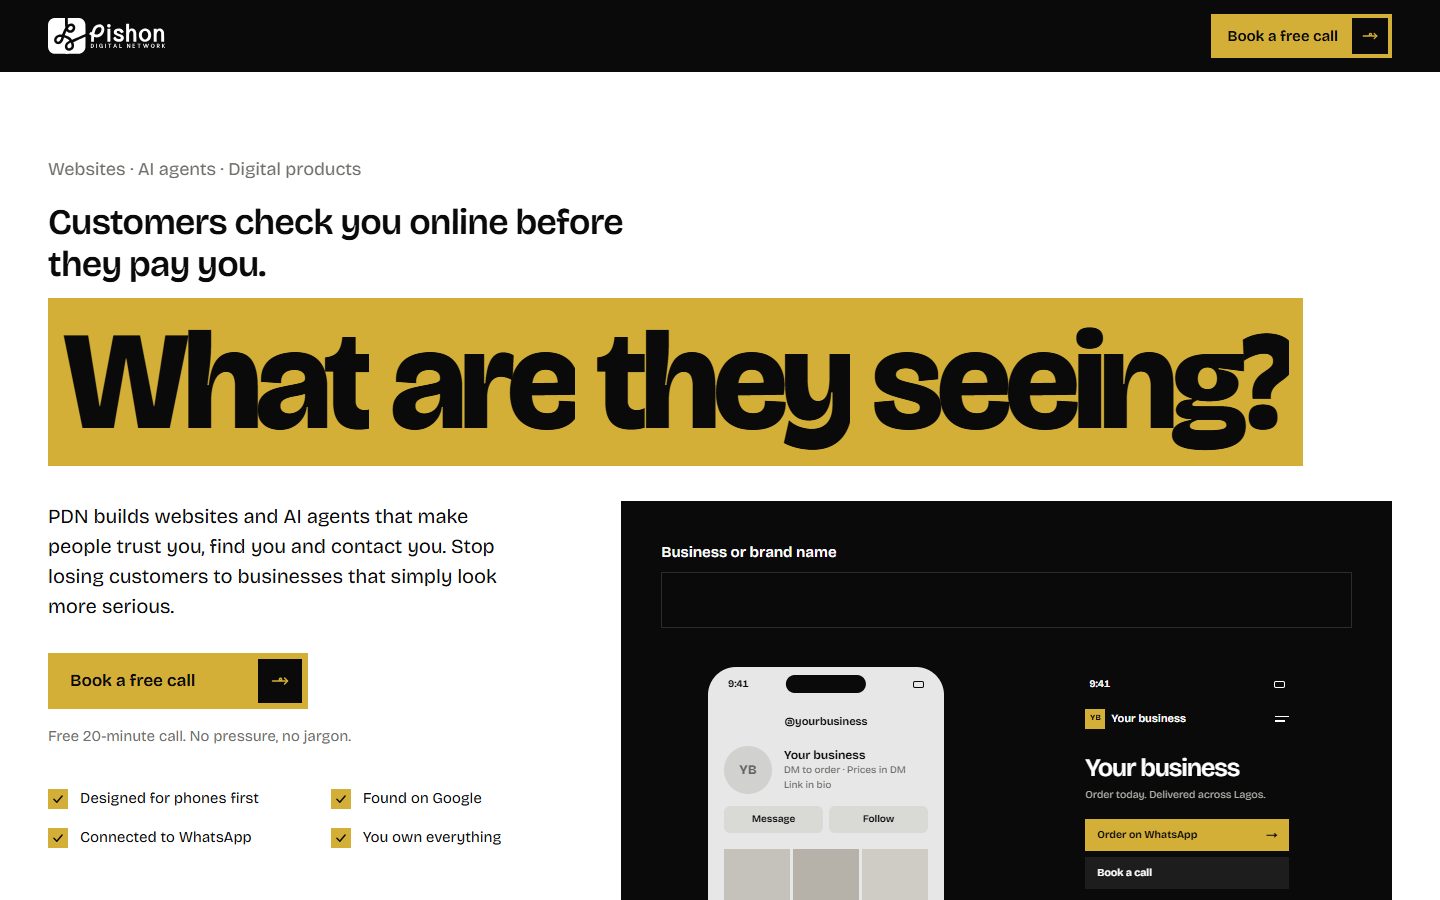 Pishon
DIGITAL NETWORK
Book a free call
Websites · AI agents · Digital products
Customers check you online before
they pay you.
What are they seeing?
PDN builds websites and AI agents that make
people trust you, find you and contact you. Stop
losing customers to businesses that simply look
more serious.
Book a free call
Free 20-minute call. No pressure, no jargon.
Designed for phones first
Found on Google
Connected to WhatsApp
You own everything
Business or brand name
9:41
@yourbusiness
YB
Your business
DM to order · Prices in DM
Link in bio
Message
Follow
9:41
YB
Your business
Your business
Order today. Delivered across Lagos.
Order on WhatsApp
Book a call